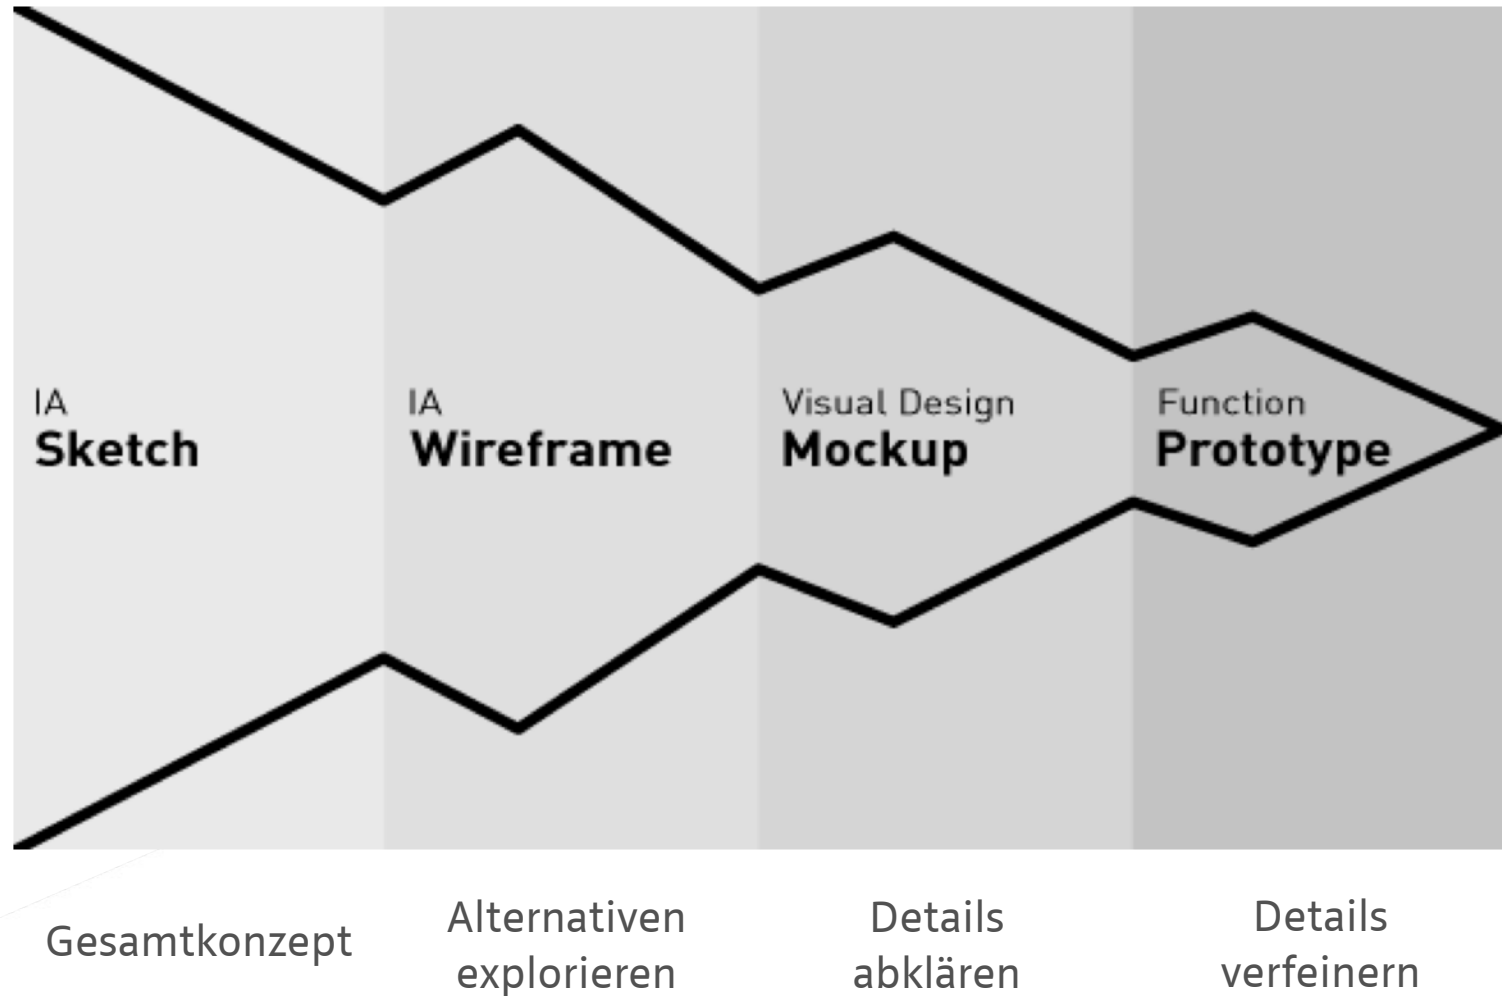 IA
Sketch
IA
Wireframe
Visual Design
Mockup
Function
Prototype
Gesamtkonzept
Alternativen
explorieren
Details
abklären
Details
verfeinern